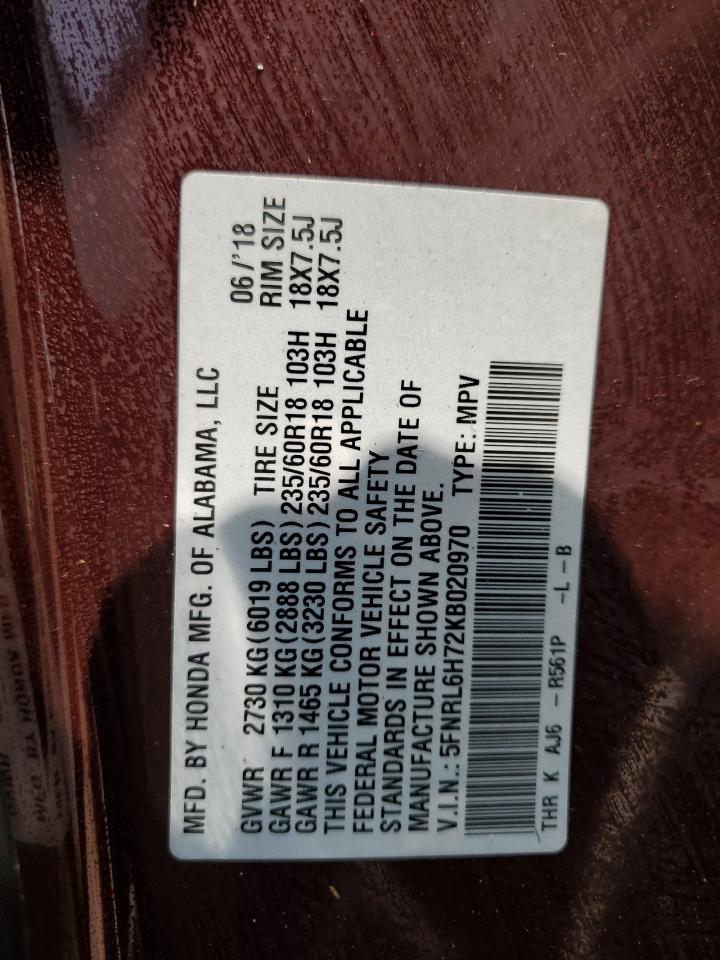 MFD. BY HONDA MFG. OF ALABAMA, LLC 06/'18
GVWR 2730 KG(6019 LBS) TIRE SIZE RIM SIZE
GAWR F 1310 KG(2888 LBS) 235/60R18 103H 18X7.5J
GAWR R 1465 KG(3230 LBS) 235/60R18 103H 18X7.5J
THIS VEHICLE CONFORMS TO ALL APPLICABLE
FEDERAL MOTOR VEHICLE SAFETY
STANDARDS IN EFFECT ON THE DATE OF
MANUFACTURE SHOWN ABOVE.
V.I.N.: 5FNRL6H72KB020970 TYPE: MPV
THR K AJ6 - R561P -L-B